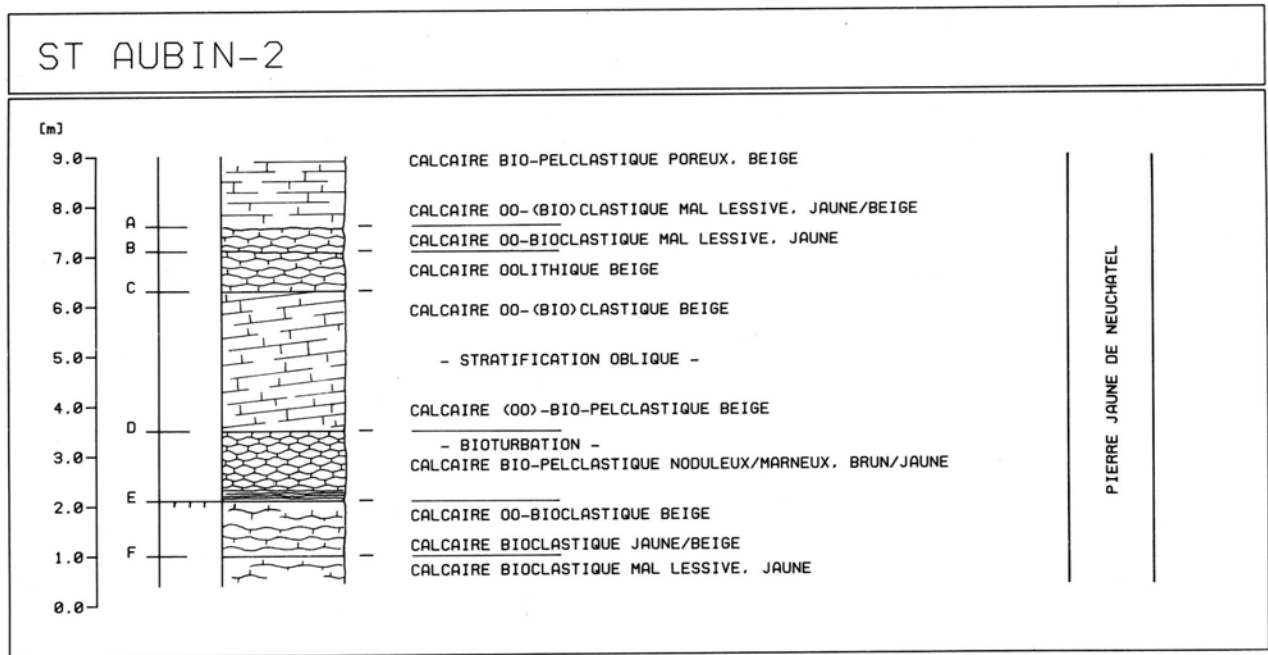 ST AUBIN-2
[m]
9.0
CALCAIRE BIO-PELCLASTIQUE POREUX. BEIGE
8.0
CALCAIRE OO-(BIO)CLASTIQUE MAL LESSIVE. JAUNE/BEIGE
A
CALCAIRE OO-BIOCLASTIQUE MAL LESSIVE. JAUNE
B
7.0
CALCAIRE OOLITHIQUE BEIGE
C
6.0
CALCAIRE OO-(BIO)CLASTIQUE BEIGE
5.0
- STRATIFICATION OBLIQUE -
4.0
CALCAIRE (OO)-BIO-PELCLASTIQUE BEIGE
D
- BIOTURBATION -
3.0
CALCAIRE BIO-PELCLASTIQUE NODULEUX/MARNEUX. BRUN/JAUNE
E
2.0
CALCAIRE OO-BIOCLASTIQUE BEIGE
CALCAIRE BIOCLASTIQUE JAUNE/BEIGE
F
1.0
CALCAIRE BIOCLASTIQUE MAL LESSIVE. JAUNE
0.0
PIERRE JAUNE DE NEUCHATEL